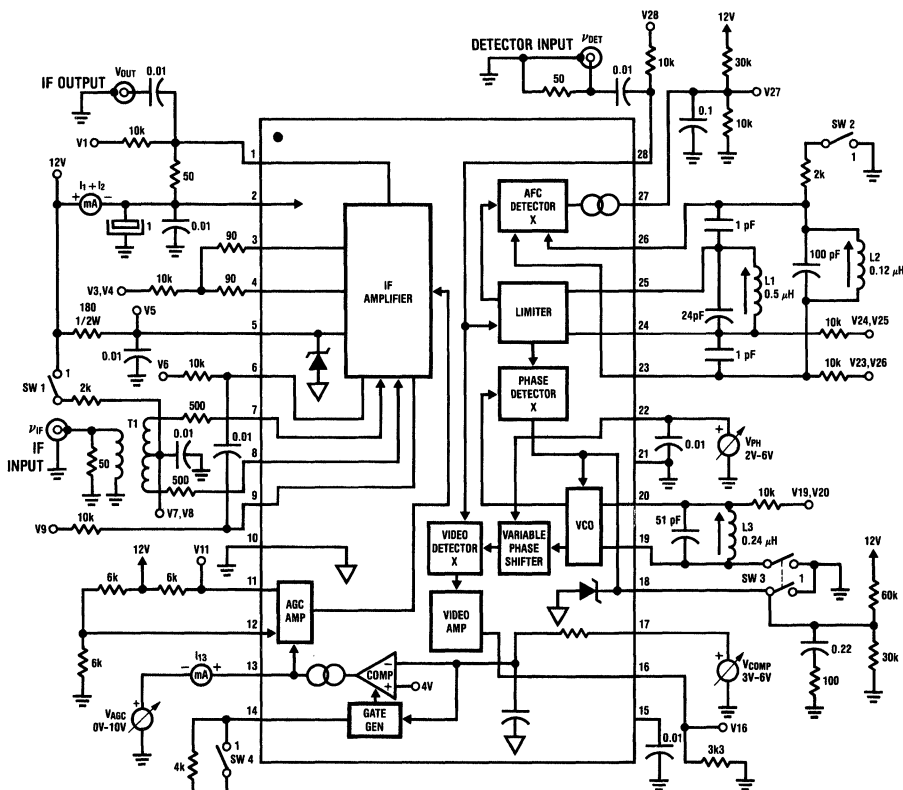 V28
12V
DETECTOR INPUT
νDET
IF OUTPUT
VOUT
0.01
50
0.01
10k
30k
V27
V1
10k
0.1
10k
SW 2
1
12V
50
1
28
2k
I1 + I2
+ mA -
2
27
1
0.01
AFC
DETECTOR
X
26
1 pF
90
3
IF
AMPLIFIER
100 pF
L2
0.12 μH
V3,V4
10k
90
4
LIMITER
25
L1
0.5 μH
180
1/2W
V5
5
24
24pF
10k
V24,V25
0.01
1 pF
V6
10k
6
23
10k
V23,V26
1
SW 1
2k
PHASE
DETECTOR
X
500
7
22
νIF
IF
INPUT
T1
0.01
0.01
0.01
+
VPH
2V-6V
50
8
21
500
9
20
10k
V19,V20
V7,V8
VCO
51 pF
L3
0.24 μH
V9
10k
10
VIDEO
DETECTOR
X
VARIABLE
PHASE
SHIFTER
19
12V
12V
V11
SW 3
1
6k
6k
11
18
60k
AGC
AMP
VIDEO
AMP
12
17
0.22
6k
I13
- mA +
13
COMP
-
+
4V
16
+
VCOMP
3V-6V
100
30k
+
VAGC
0V-10V
14
GATE
GEN
15
V16
4k
1
SW 4
0.01
3k3